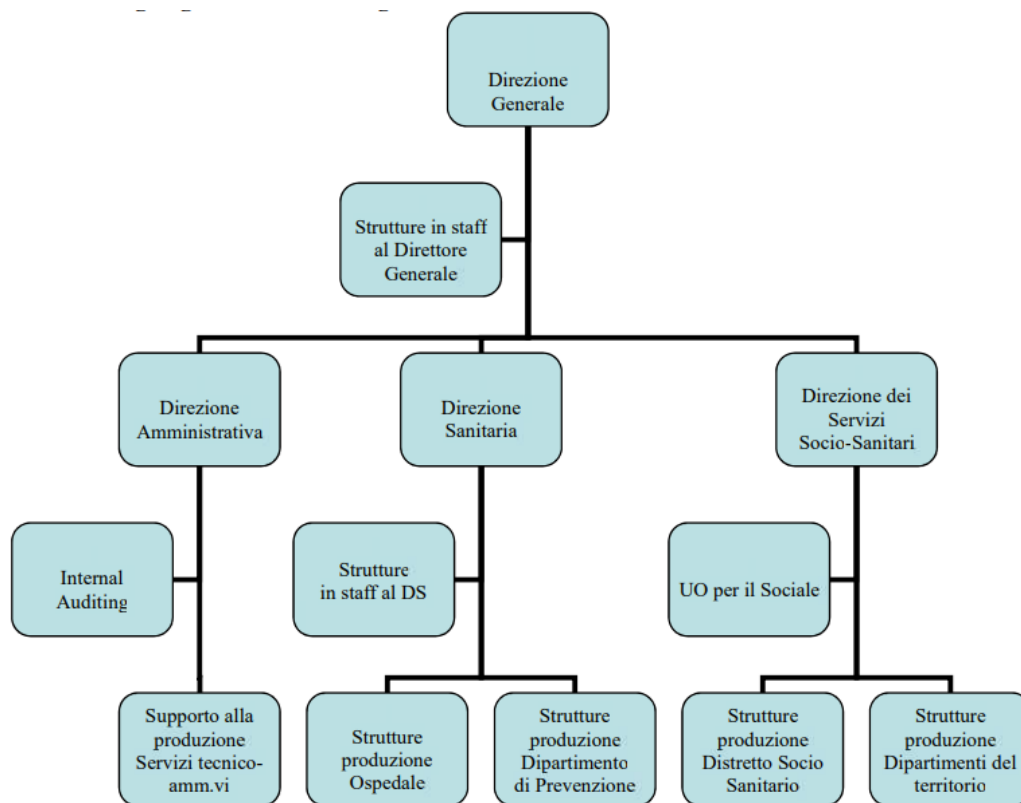 Direzione
Generale
Strutture in staff
al Direttore
Generale
Direzione
Amministrativa
Direzione
Sanitaria
Direzione dei
Servizi
Socio-Sanitari
Internal
Auditing
Strutture
in staff al DS
UO per il Sociale
Supporto alla
produzione
Servizi tecnico-
amm.vi
Strutture
produzione
Ospedale
Strutture
produzione
Dipartimento
di Prevenzione
Strutture
produzione
Distretto Socio
Sanitario
Strutture
produzione
Dipartimenti del
territorio